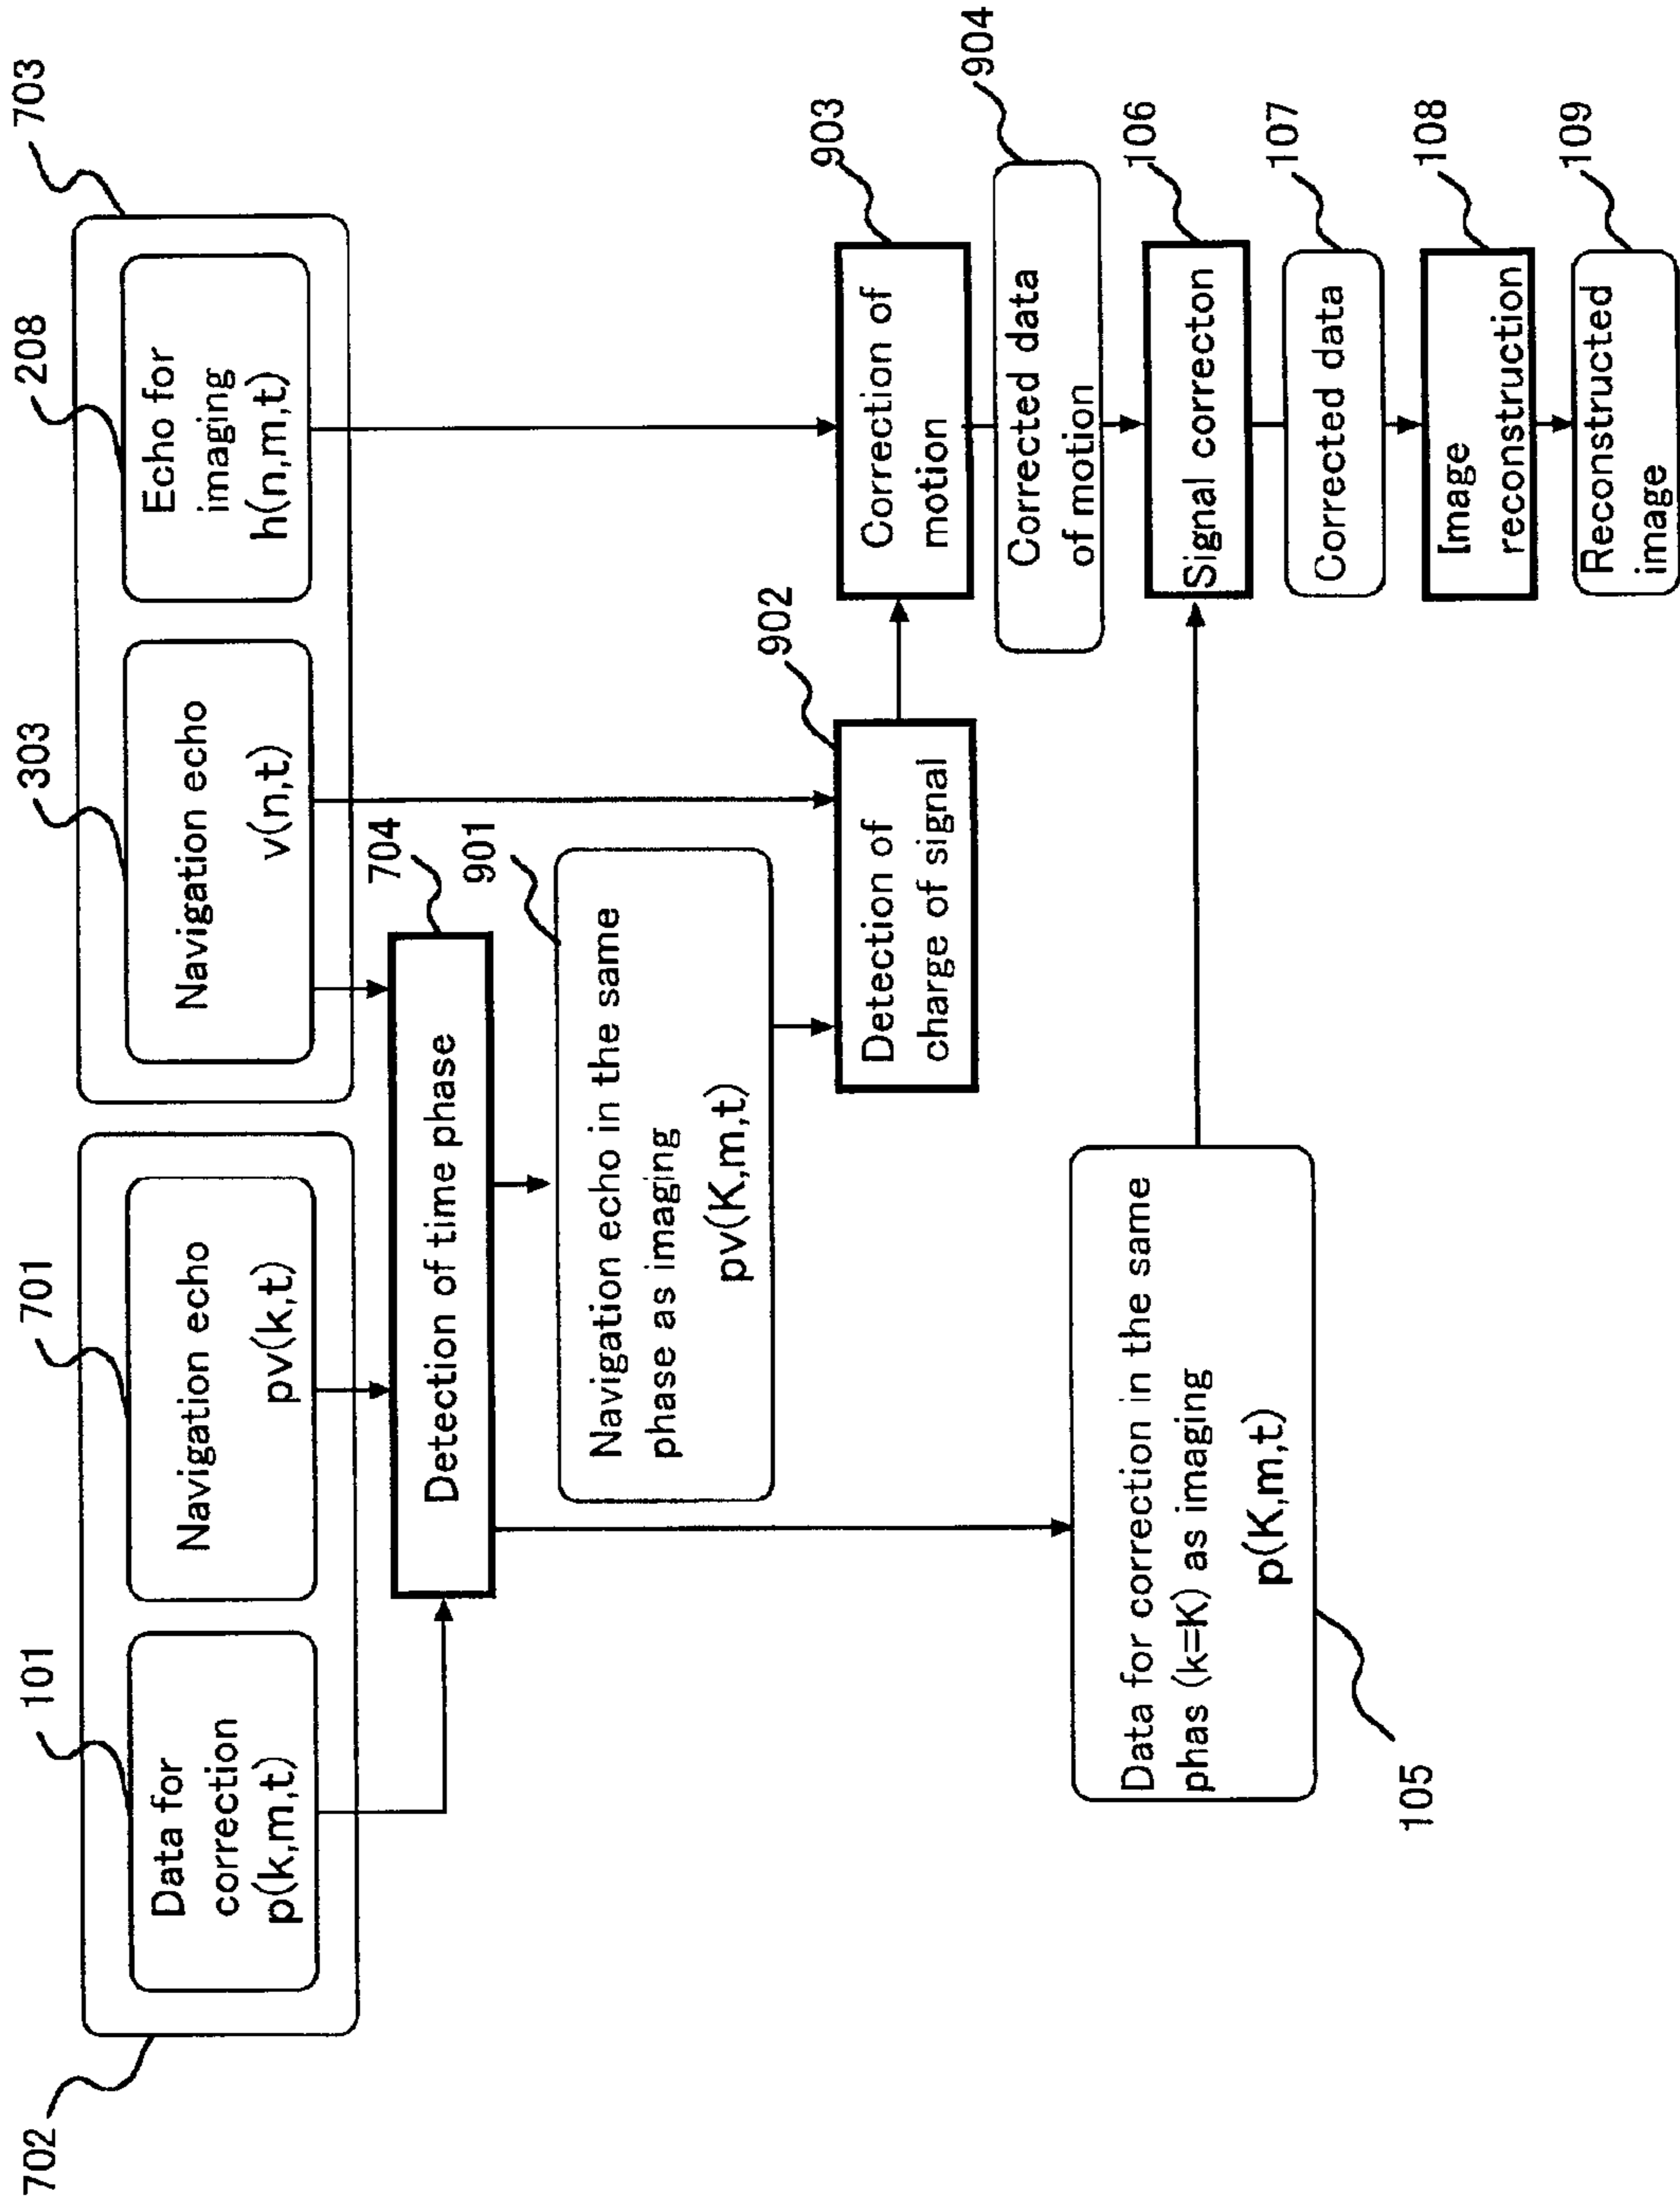 702
101
Data for
correction
p(k,m,t)
701
Navigation echo
pv(k,t)
303
Navigation echo
v(n,t)
208
Echo for
imaging
h(n,m,t)
703
704
Detection of time phase
901
Navigation echo in the same
phase as imaging
pv(K,m,t)
902
Detection of
charge of signal
903
Correction of
motion
904
Corrected data
of motion
105
Data for correction in the same
phas (k=K) as imaging
p(K,m,t)
106
Signal correcton
107
Corrected data
108
Image
reconstruction
109
Reconstructed
image